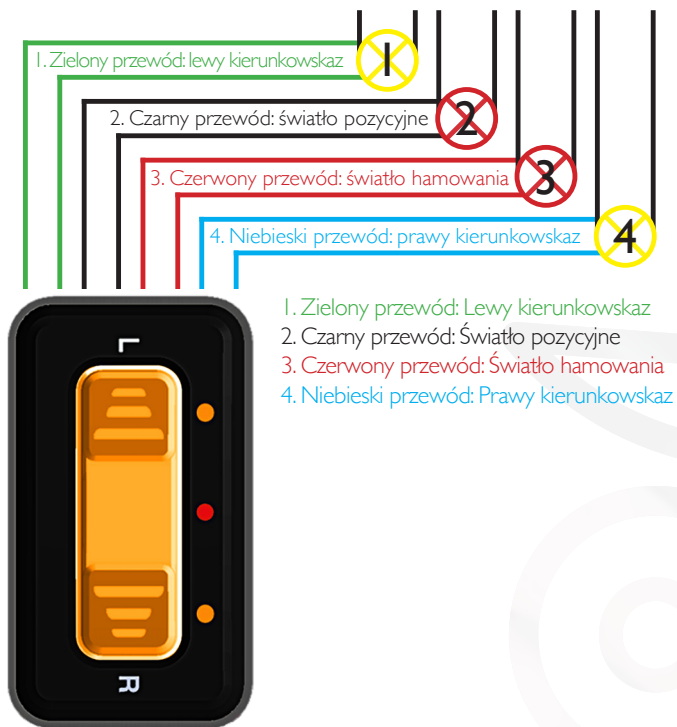 1. Zielony przewód: lewy kierunkowskaz
1
2. Czarny przewód: światło pozycyjne
2
3. Czerwony przewód: światło hamowania
3
4. Niebieski przewód: prawy kierunkowskaz
4
1. Zielony przewód: Lewy kierunkowskaz
2. Czarny przewód: Światło pozycyjne
3. Czerwony przewód: Światło hamowania
4. Niebieski przewód: Prawy kierunkowskaz
L
R